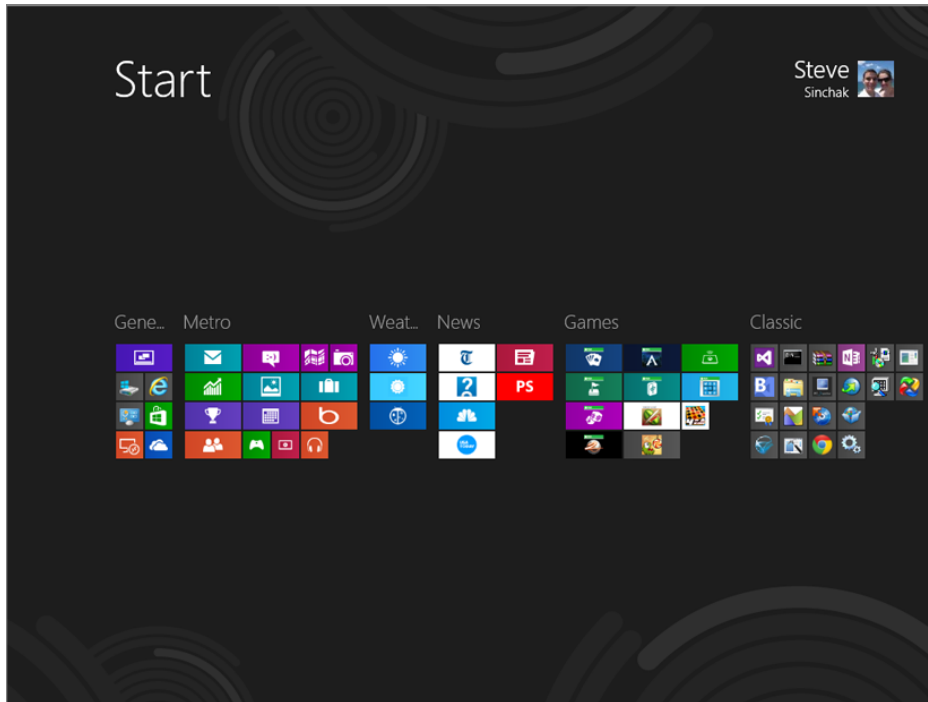 Start
Steve
Sinchak
Gene...
Metro
Weat...
News
Games
Classic
PS